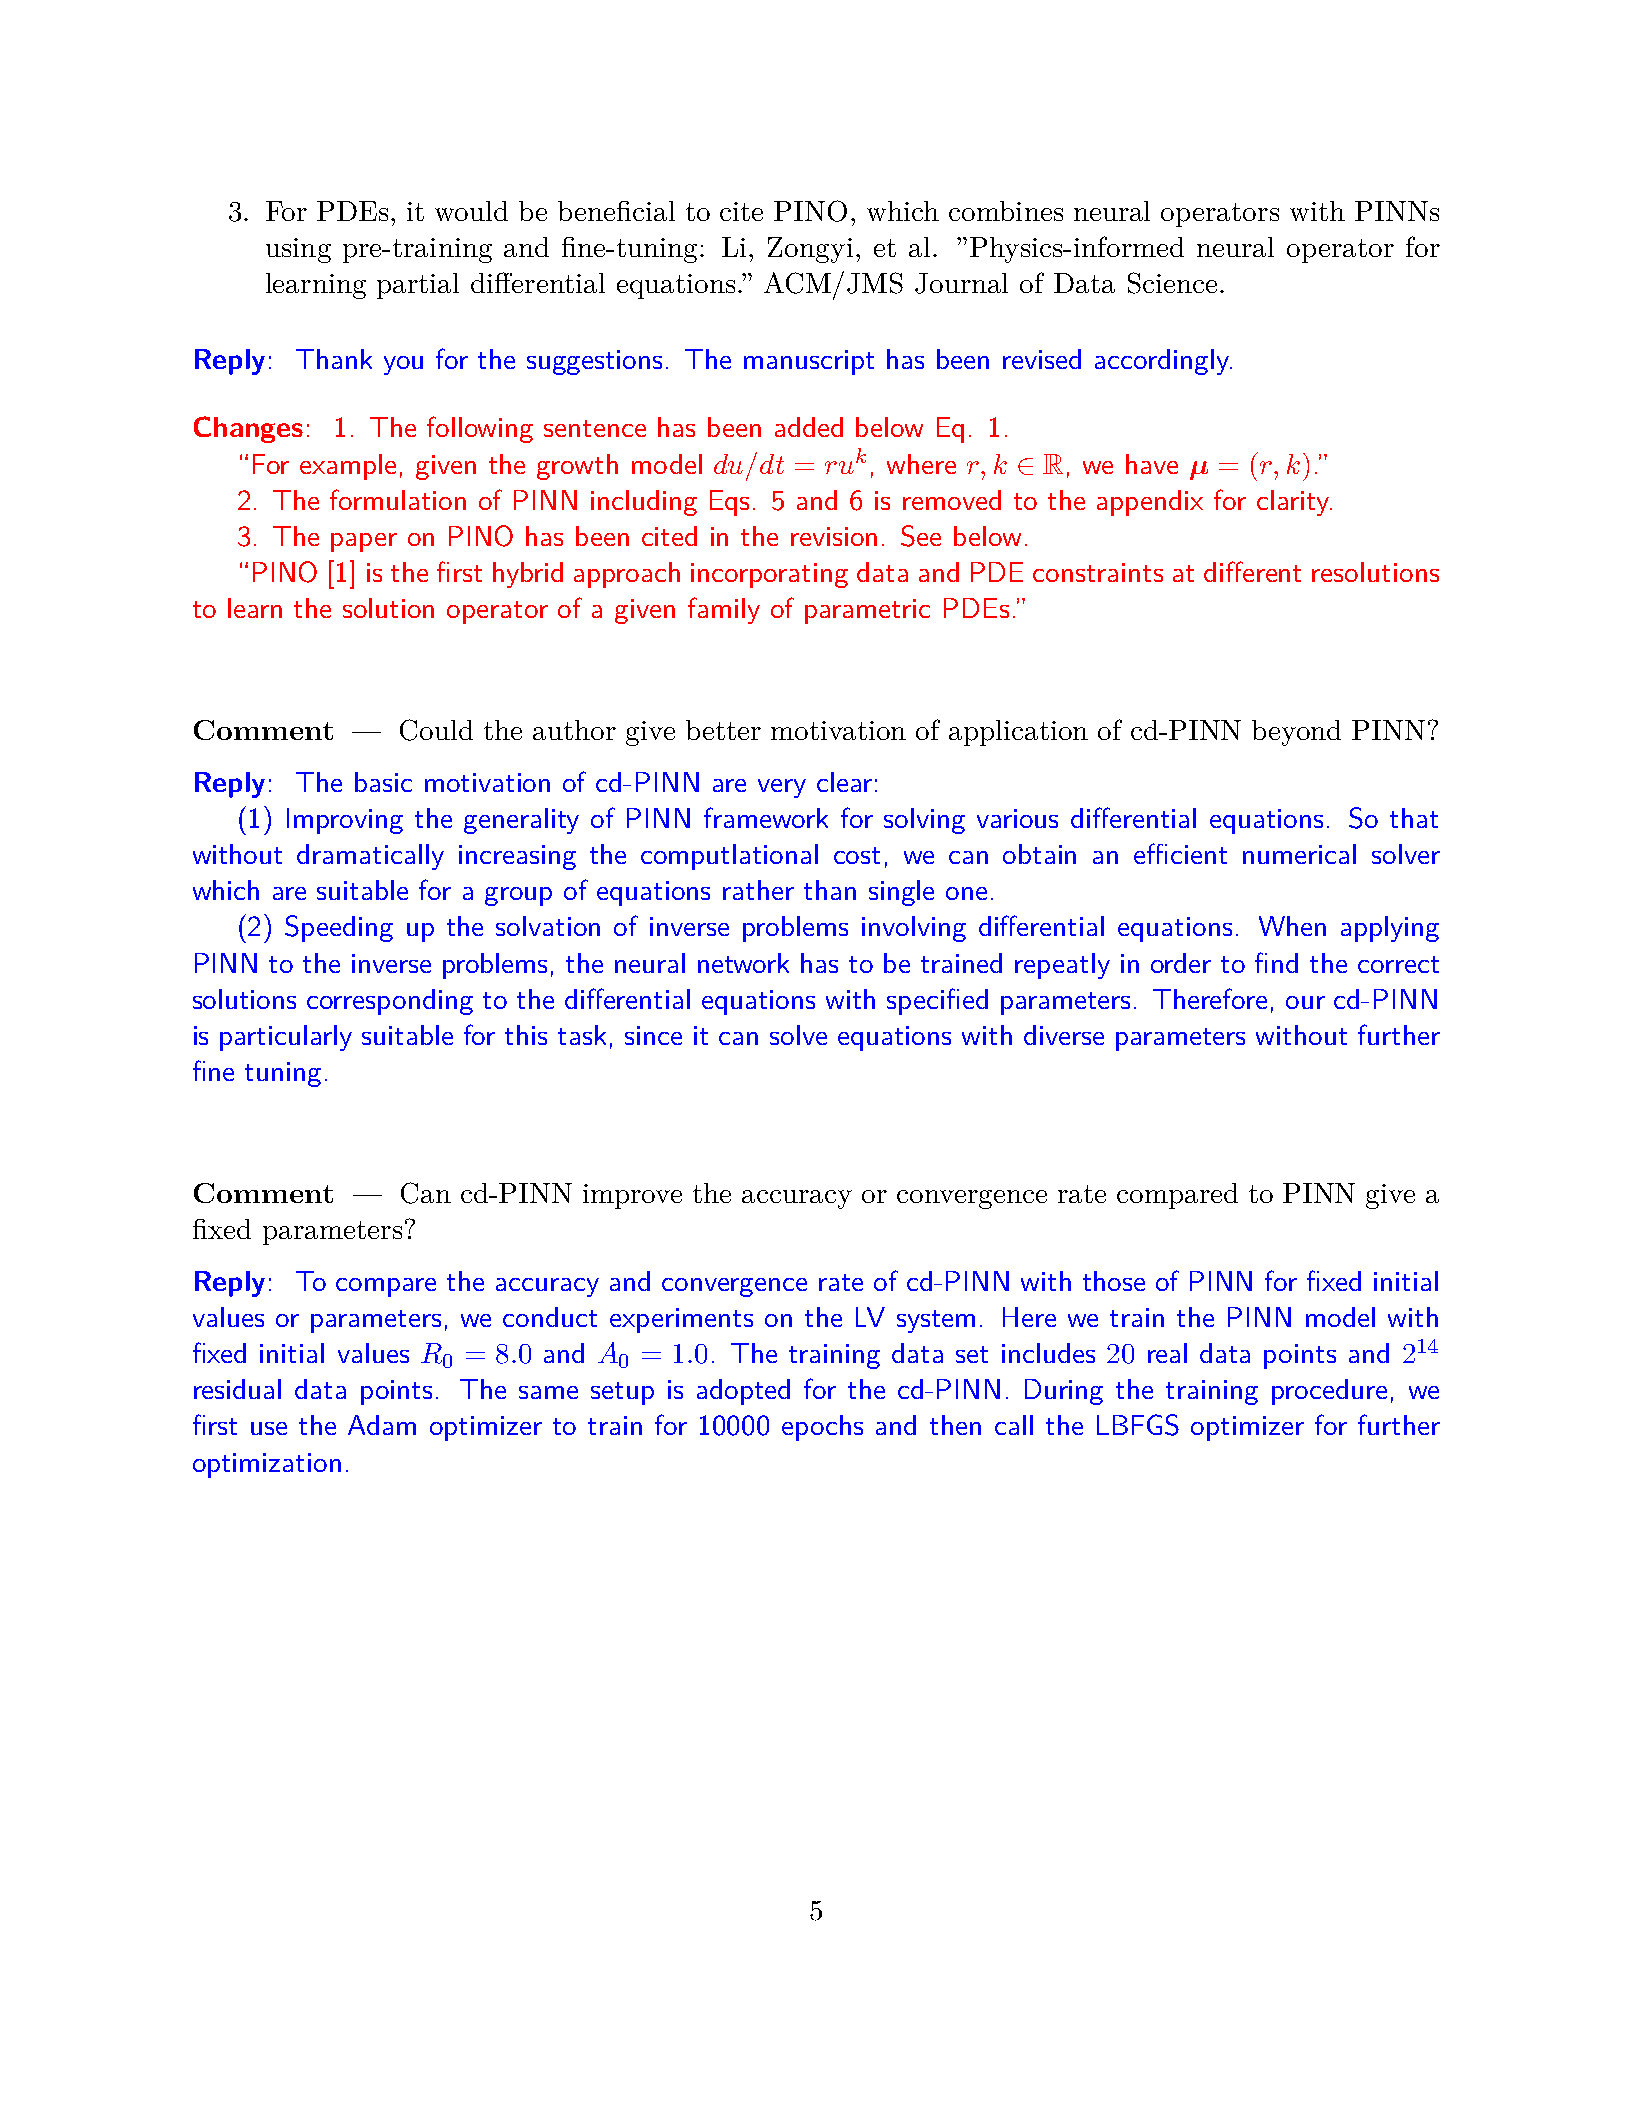 3. For PDEs, it would be beneficial to cite PINO, which combines neural operators with PINNs
using pre-training and fine-tuning: Li, Zongyi, et al. ”Physics-informed neural operator for
learning partial differential equations.” ACM/JMS Journal of Data Science.
Reply: Thank you for the suggestions. The manuscript has been revised accordingly.
Changes: 1. The following sentence has been added below Eq. 1.
“For example, given the growth model du/dt = ru^k, where r, k ∈ ℝ, we have μ = (r, k).”
2. The formulation of PINN including Eqs. 5 and 6 is removed to the appendix for clarity.
3. The paper on PINO has been cited in the revision. See below.
“PINO [1] is the first hybrid approach incorporating data and PDE constraints at different resolutions
to learn the solution operator of a given family of parametric PDEs.”
Comment — Could the author give better motivation of application of cd-PINN beyond PINN?
Reply: The basic motivation of cd-PINN are very clear:
(1) Improving the generality of PINN framework for solving various differential equations. So that
without dramatically increasing the computlational cost, we can obtain an efficient numerical solver
which are suitable for a group of equations rather than single one.
(2) Speeding up the solvation of inverse problems involving differential equations. When applying
PINN to the inverse problems, the neural network has to be trained repeatly in order to find the correct
solutions corresponding to the differential equations with specified parameters. Therefore, our cd-PINN
is particularly suitable for this task, since it can solve equations with diverse parameters without further
fine tuning.
Comment — Can cd-PINN improve the accuracy or convergence rate compared to PINN give a
fixed parameters?
Reply: To compare the accuracy and convergence rate of cd-PINN with those of PINN for fixed initial
values or parameters, we conduct experiments on the LV system. Here we train the PINN model with
fixed initial values R_0 = 8.0 and A_0 = 1.0. The training data set includes 20 real data points and 2^14
residual data points. The same setup is adopted for the cd-PINN. During the training procedure, we
first use the Adam optimizer to train for 10000 epochs and then call the LBFGS optimizer for further
optimization.
5